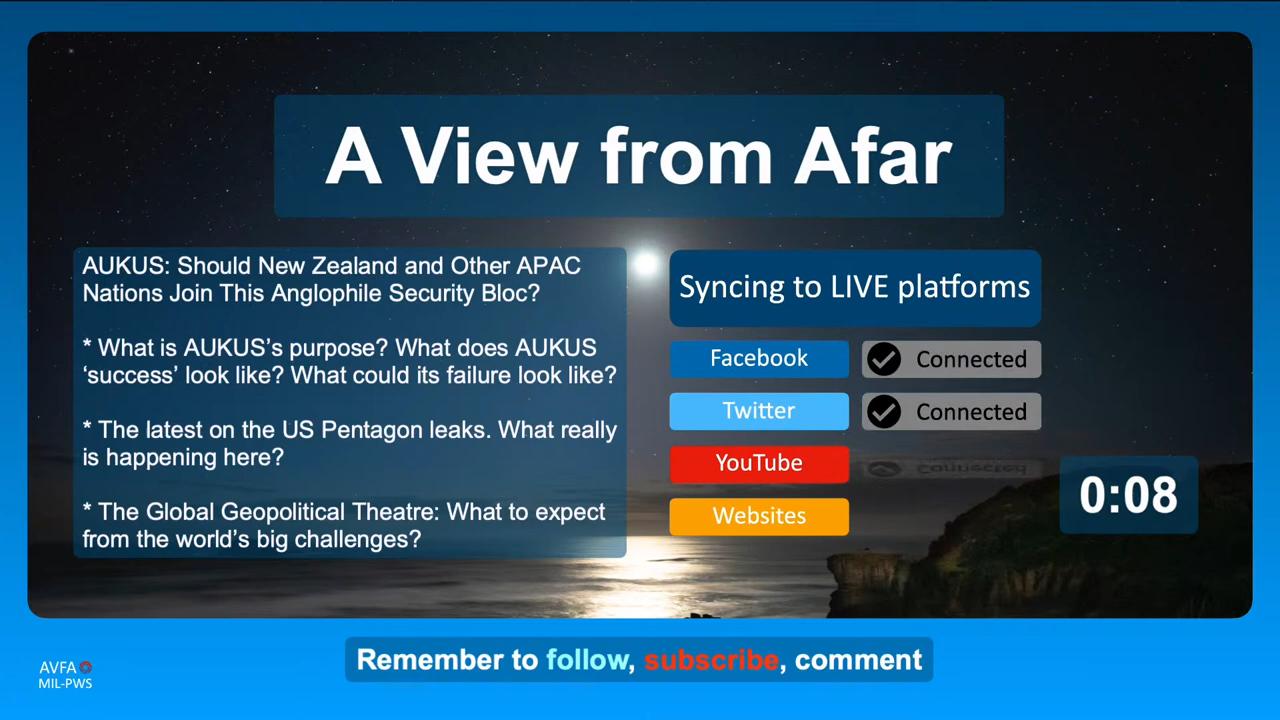 A View from Afar
AUKUS: Should New Zealand and Other APAC
Nations Join This Anglophile Security Bloc?
* What is AUKUS’s purpose? What does AUKUS
‘success’ look like? What could its failure look like?
* The latest on the US Pentagon leaks. What really
is happening here?
* The Global Geopolitical Theatre: What to expect
from the world’s big challenges?
Syncing to LIVE platforms
Facebook
Connected
Twitter
Connected
YouTube
Connected
Websites
0:08
Remember to follow, subscribe, comment
AVFA
MIL-PWS